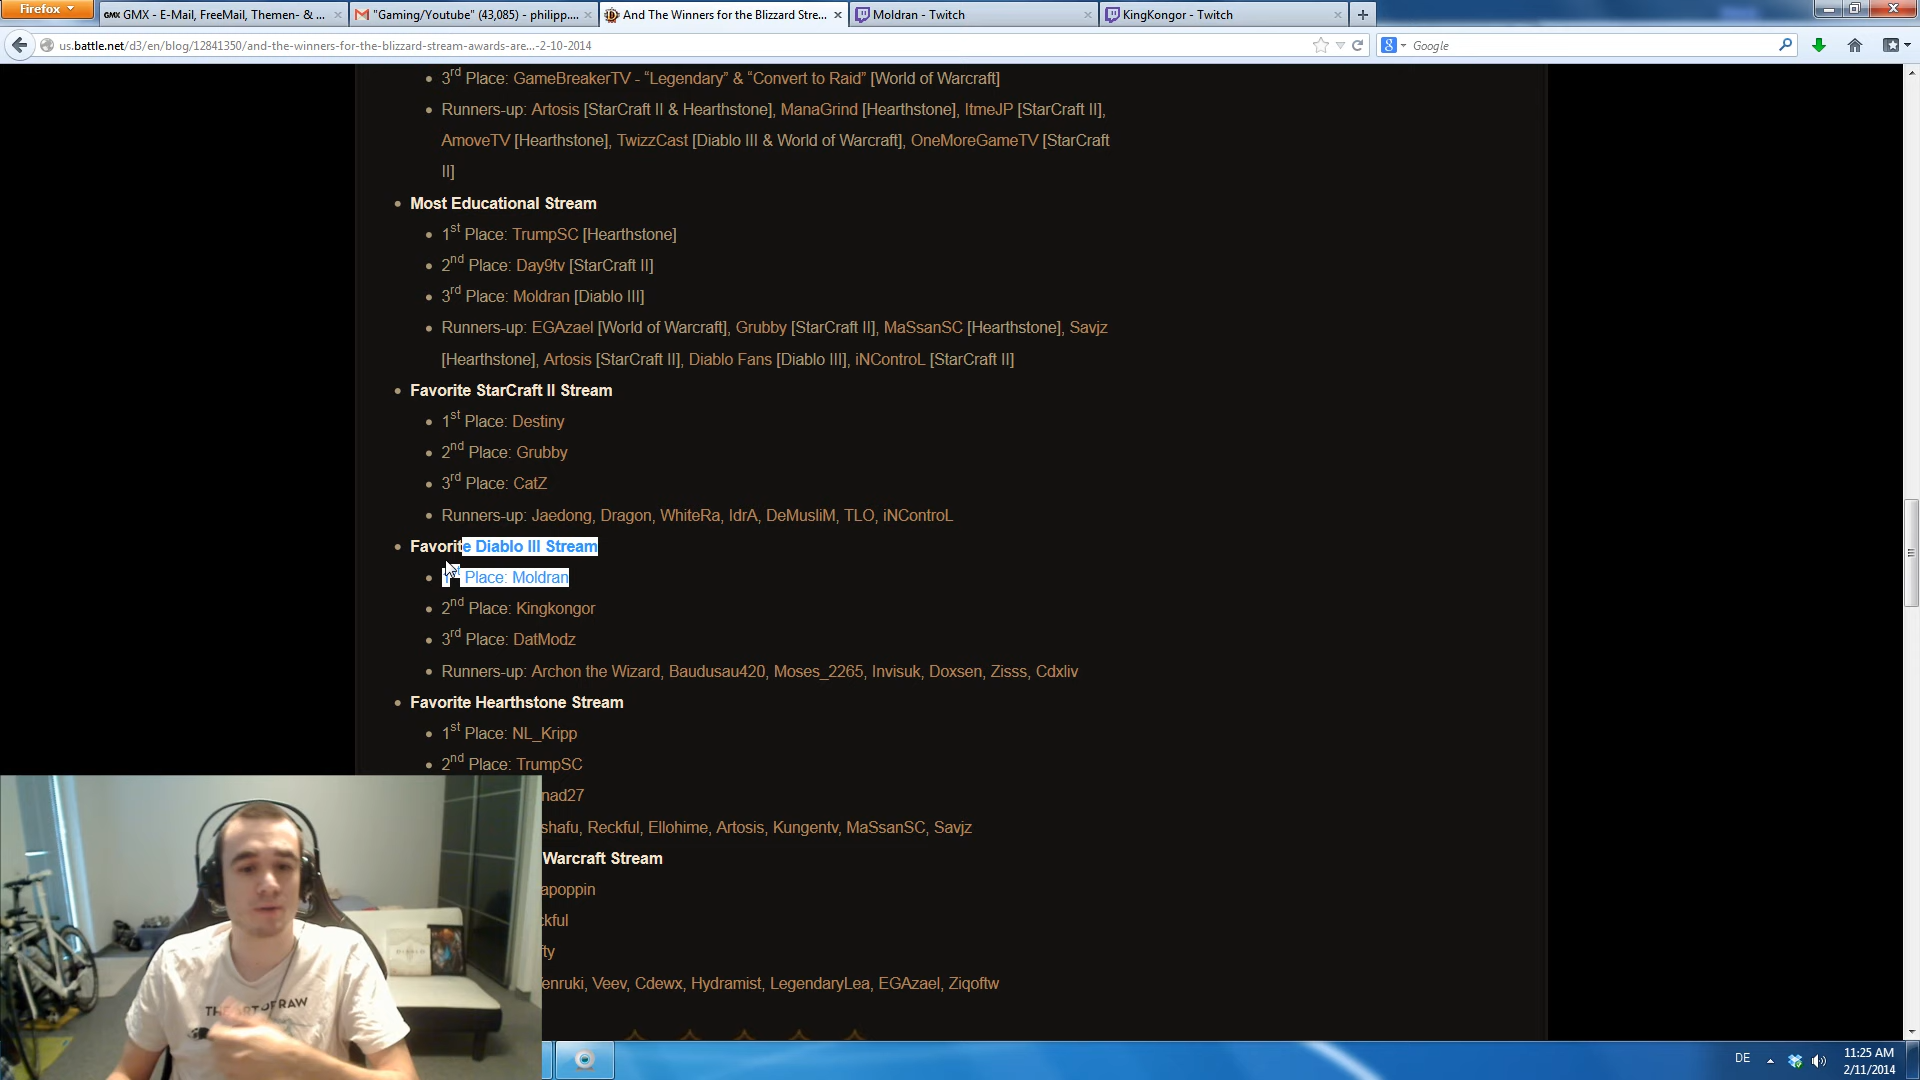 Firefox
GMX - E-Mail, FreeMail, Themen- & ...
"Gaming/Youtube" (43,085) - philipp....
And The Winners for the Blizzard Stre...
Moldran - Twitch
KingKongor - Twitch
us.battle.net/d3/en/blog/12841350/and-the-winners-for-the-blizzard-stream-awards-are...-2-10-2014
Google
3rd Place: GameBreakerTV - “Legendary” & “Convert to Raid” [World of Warcraft]
Runners-up: Artosis [StarCraft II & Hearthstone], ManaGrind [Hearthstone], ItmeJP [StarCraft II],
AmoveTV [Hearthstone], TwizzCast [Diablo III & World of Warcraft], OneMoreGameTV [StarCraft
II]
Most Educational Stream
1st Place: TrumpSC [Hearthstone]
2nd Place: Day9tv [StarCraft II]
3rd Place: Moldran [Diablo III]
Runners-up: EGAzael [World of Warcraft], Grubby [StarCraft II], MaSsanSC [Hearthstone], Savjz
[Hearthstone], Artosis [StarCraft II], Diablo Fans [Diablo III], iNControL [StarCraft II]
Favorite StarCraft II Stream
1st Place: Destiny
2nd Place: Grubby
3rd Place: CatZ
Runners-up: Jaedong, Dragon, WhiteRa, IdrA, DeMusliM, TLO, iNControL
Favorite Diablo III Stream
1st Place: Moldran
2nd Place: Kingkongor
3rd Place: DatModz
Runners-up: Archon the Wizard, Baudusau420, Moses_2265, Invisuk, Doxsen, Zisss, Cdxliv
Favorite Hearthstone Stream
1st Place: NL_Kripp
2nd Place: TrumpSC
nad27
shafu, Reckful, Ellohime, Artosis, Kungentv, MaSsanSC, Savjz
Warcraft Stream
apoppin
ckful
fty
enruki, Veev, Cdewx, Hydramist, LegendaryLea, EGAzael, Ziqoftw
DE
11:25 AM
2/11/2014